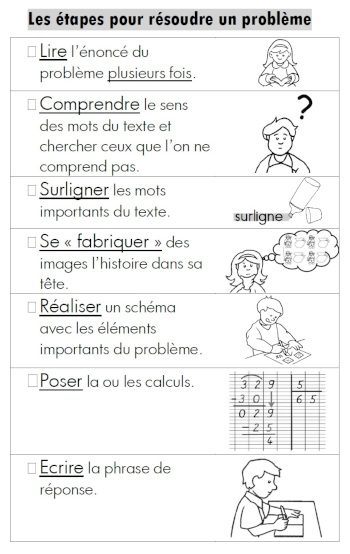 Les étapes pour résoudre un problème
□ Lire l'énoncé du
problème plusieurs fois.
□ Comprendre le sens
des mots du texte et
chercher ceux que l'on ne
comprend pas.
?
□ Surligner les mots
importants du texte.
surligne
□ Se « fabriquer » des
images l'histoire dans sa
tête.
□ Réaliser un schéma
avec les éléments
importants du problème.
□ Poser la ou les calculs.
3 2 9 5
- 3 0 6 5
0 2 9
- 2 5
4
□ Ecrire la phrase de
réponse.